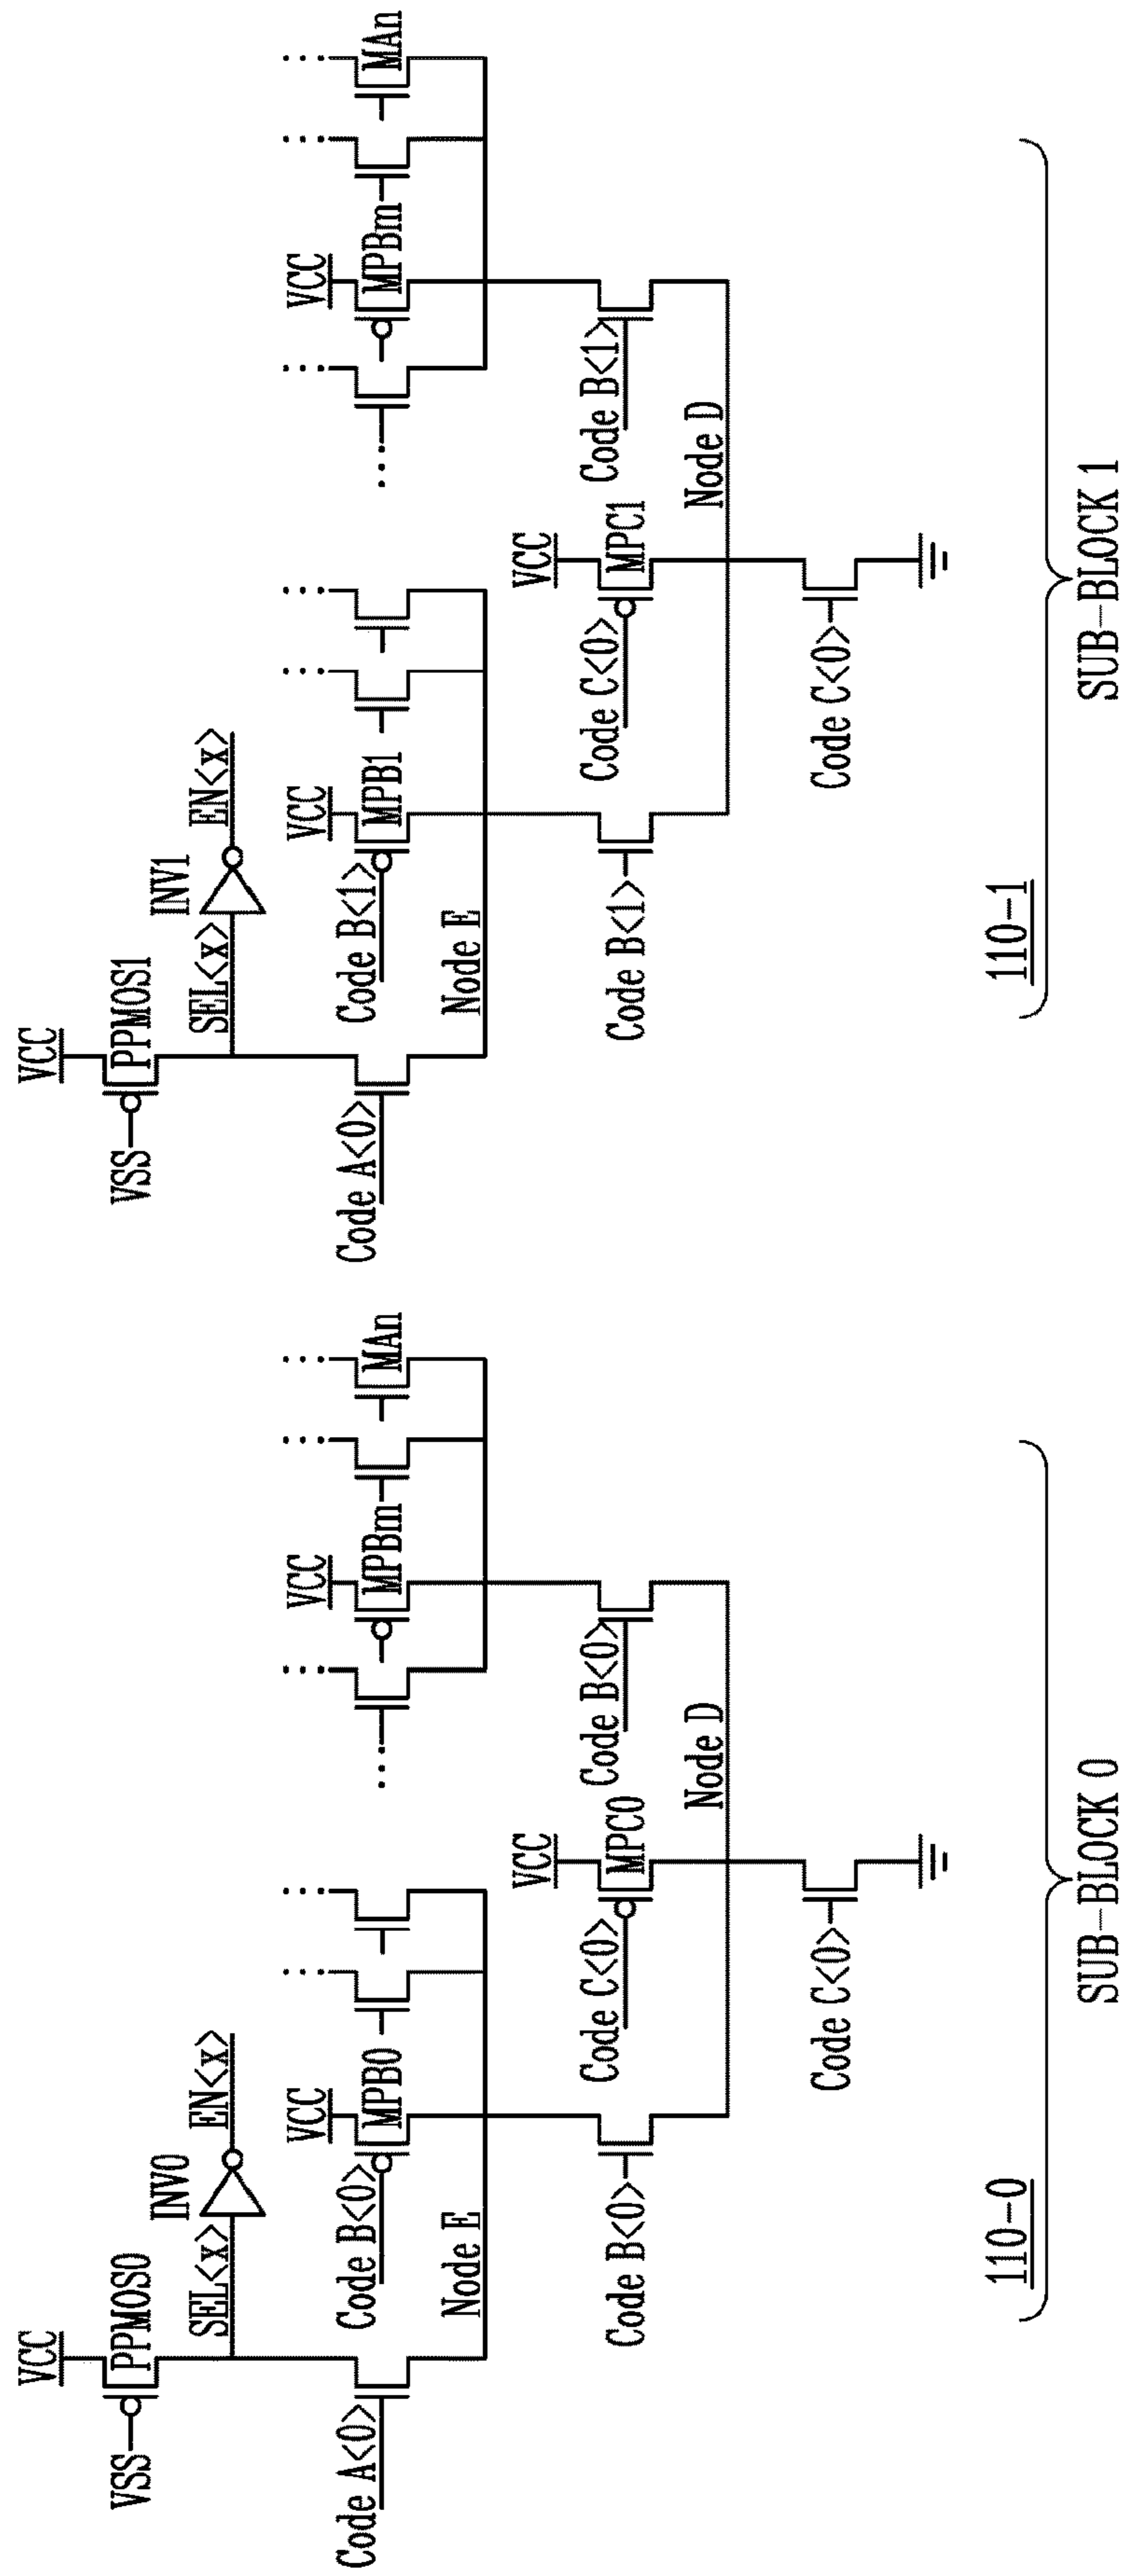 VCC
VSS
PPMOS0
SEL<x>
INV0
EN<x>
Code A<0>
Code B<0>
VCC
MPB0
Node E
...
...
...
...
VCC
MPBm
...
...
MAn
Code B<0>
Code C<0>
VCC
MPC0
Code B<0>
Node D
Code C<0>
110-0
SUB-BLOCK 0
VCC
VSS
PPMOS1
SEL<x>
INV1
EN<x>
Code A<0>
Code B<1>
VCC
MPB1
Node E
...
...
...
...
VCC
MPBm
...
...
MAn
Code B<1>
Code C<0>
VCC
MPC1
Code B<1>
Node D
Code C<0>
110-1
SUB-BLOCK 1